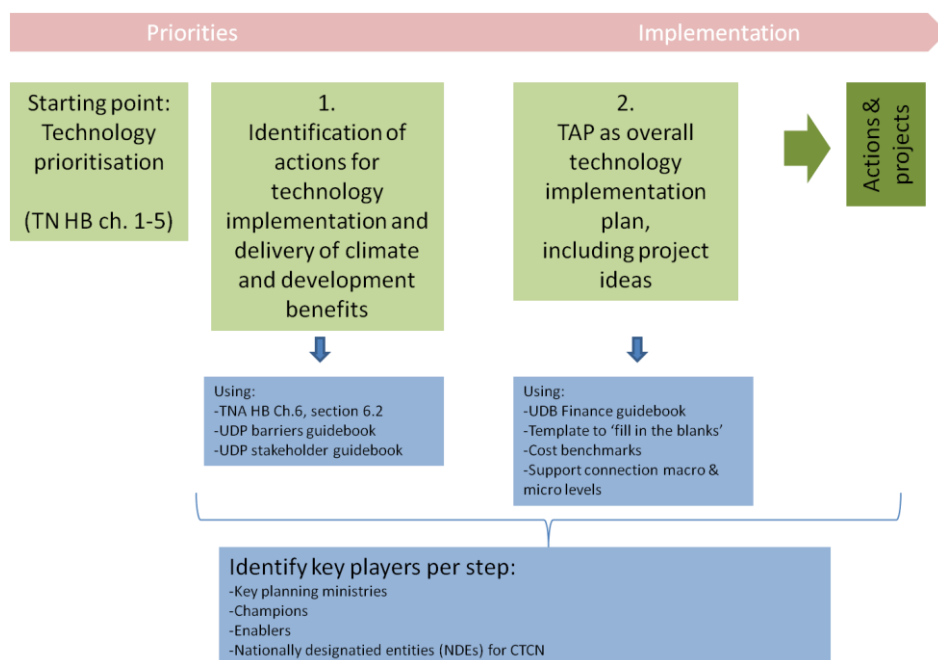 Priorities
Implementation
Starting point:
Technology
prioritisation
(TN HB ch. 1-5)
1.
Identification of
actions for
technology
implementation and
delivery of climate
and development
benefits
2.
TAP as overall
technology
implementation
plan,
including project
ideas
Actions &
projects
Using:
-TNA HB Ch.6, section 6.2
-UDP barriers guidebook
-UDP stakeholder guidebook
Using:
-UDB Finance guidebook
-Template to ‘fill in the blanks’
-Cost benchmarks
-Support connection macro &
micro levels
Identify key players per step:
-Key planning ministries
-Champions
-Enablers
-Nationally designatied entities (NDEs) for CTCN